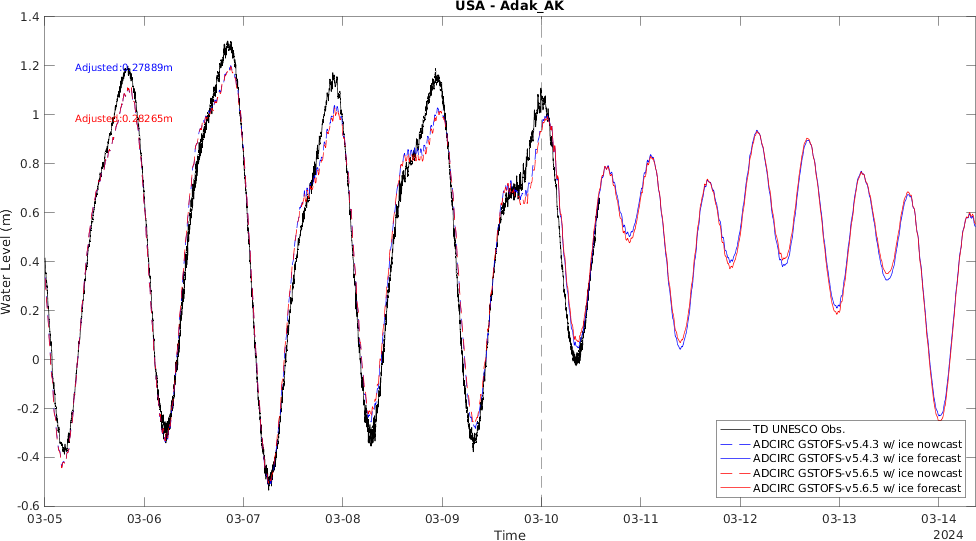 USA - Adak_AK
1.4
1.2
1
0.8
0.6
0.4
0.2
0
-0.2
-0.4
-0.6
Water Level (m)
Adjusted:0.27889m
Adjusted:0.28265m
TD UNESCO Obs.
ADCIRC GSTOFS-v5.4.3 w/ ice nowcast
ADCIRC GSTOFS-v5.4.3 w/ ice forecast
ADCIRC GSTOFS-v5.6.5 w/ ice nowcast
ADCIRC GSTOFS-v5.6.5 w/ ice forecast
03-05 03-06 03-07 03-08 03-09 03-10 03-11 03-12 03-13 03-14
Time
2024